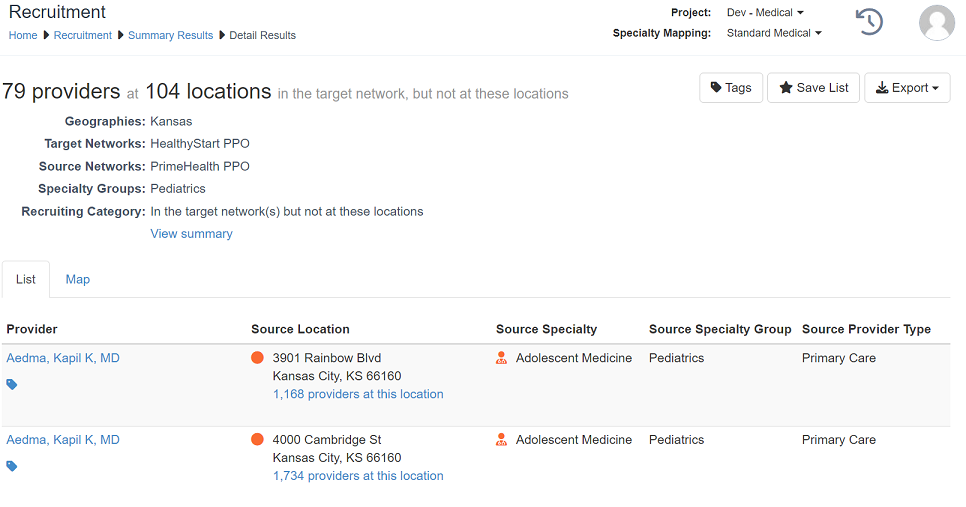 Recruitment
Project: Dev - Medical
Home Recruitment Summary Results Detail Results
Specialty Mapping: Standard Medical
79 providers at 104 locations in the target network, but not at these locations
Tags Save List Export
Geographies: Kansas
Target Networks: HealthyStart PPO
Source Networks: PrimeHealth PPO
Specialty Groups: Pediatrics
Recruiting Category: In the target network(s) but not at these locations
View summary
List Map
Provider Source Location Source Specialty Source Specialty Group Source Provider Type
Aedma, Kapil K, MD 3901 Rainbow Blvd Adolescent Medicine Pediatrics Primary Care
Kansas City, KS 66160
1,168 providers at this location
Aedma, Kapil K, MD 4000 Cambridge St Adolescent Medicine Pediatrics Primary Care
Kansas City, KS 66160
1,734 providers at this location